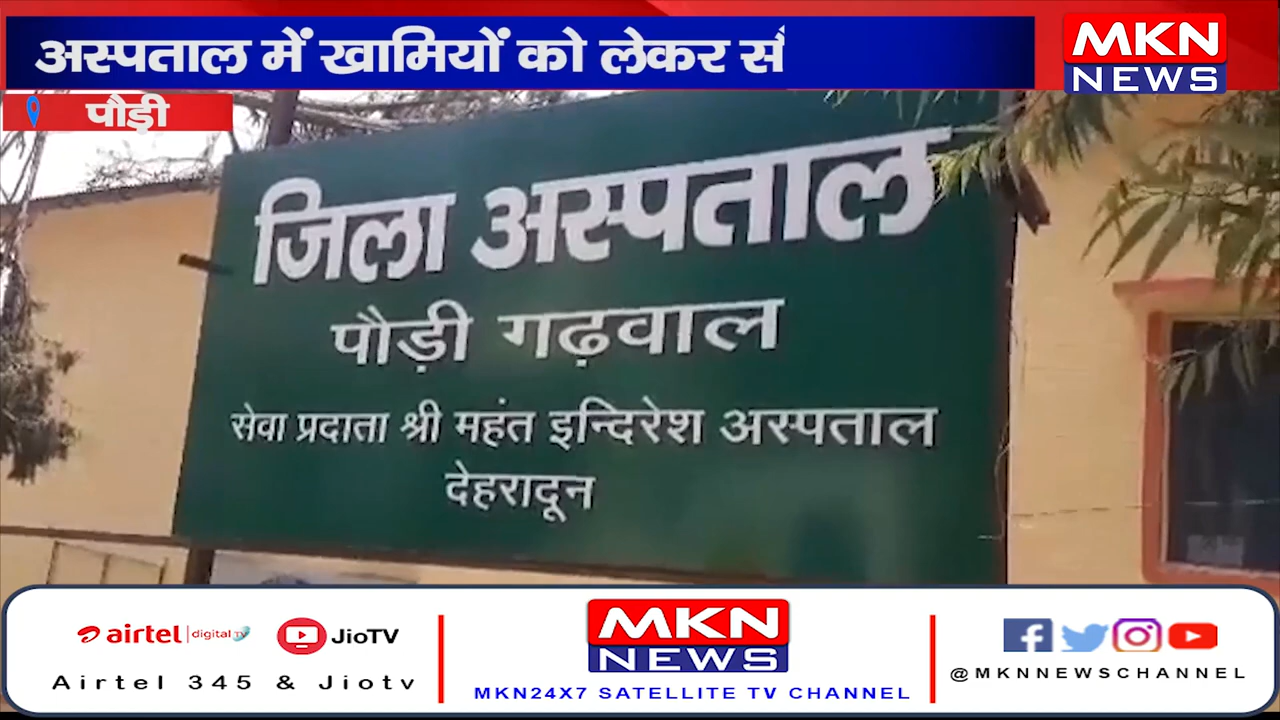 अस्पताल में खामियों को लेकर
MKN
NEWS
पौड़ी
जिला अस्पताल
पौड़ी गढ़वाल
सेवा प्रदाता श्री महंत इन्दिरेश अस्पताल
देहरादून
airtel digital TV
JioTV
Airtel 345 & Jiotv
MKN
NEWS
MKN24X7 SATELLITE TV CHANNEL
@MKNNEWSCHANNEL